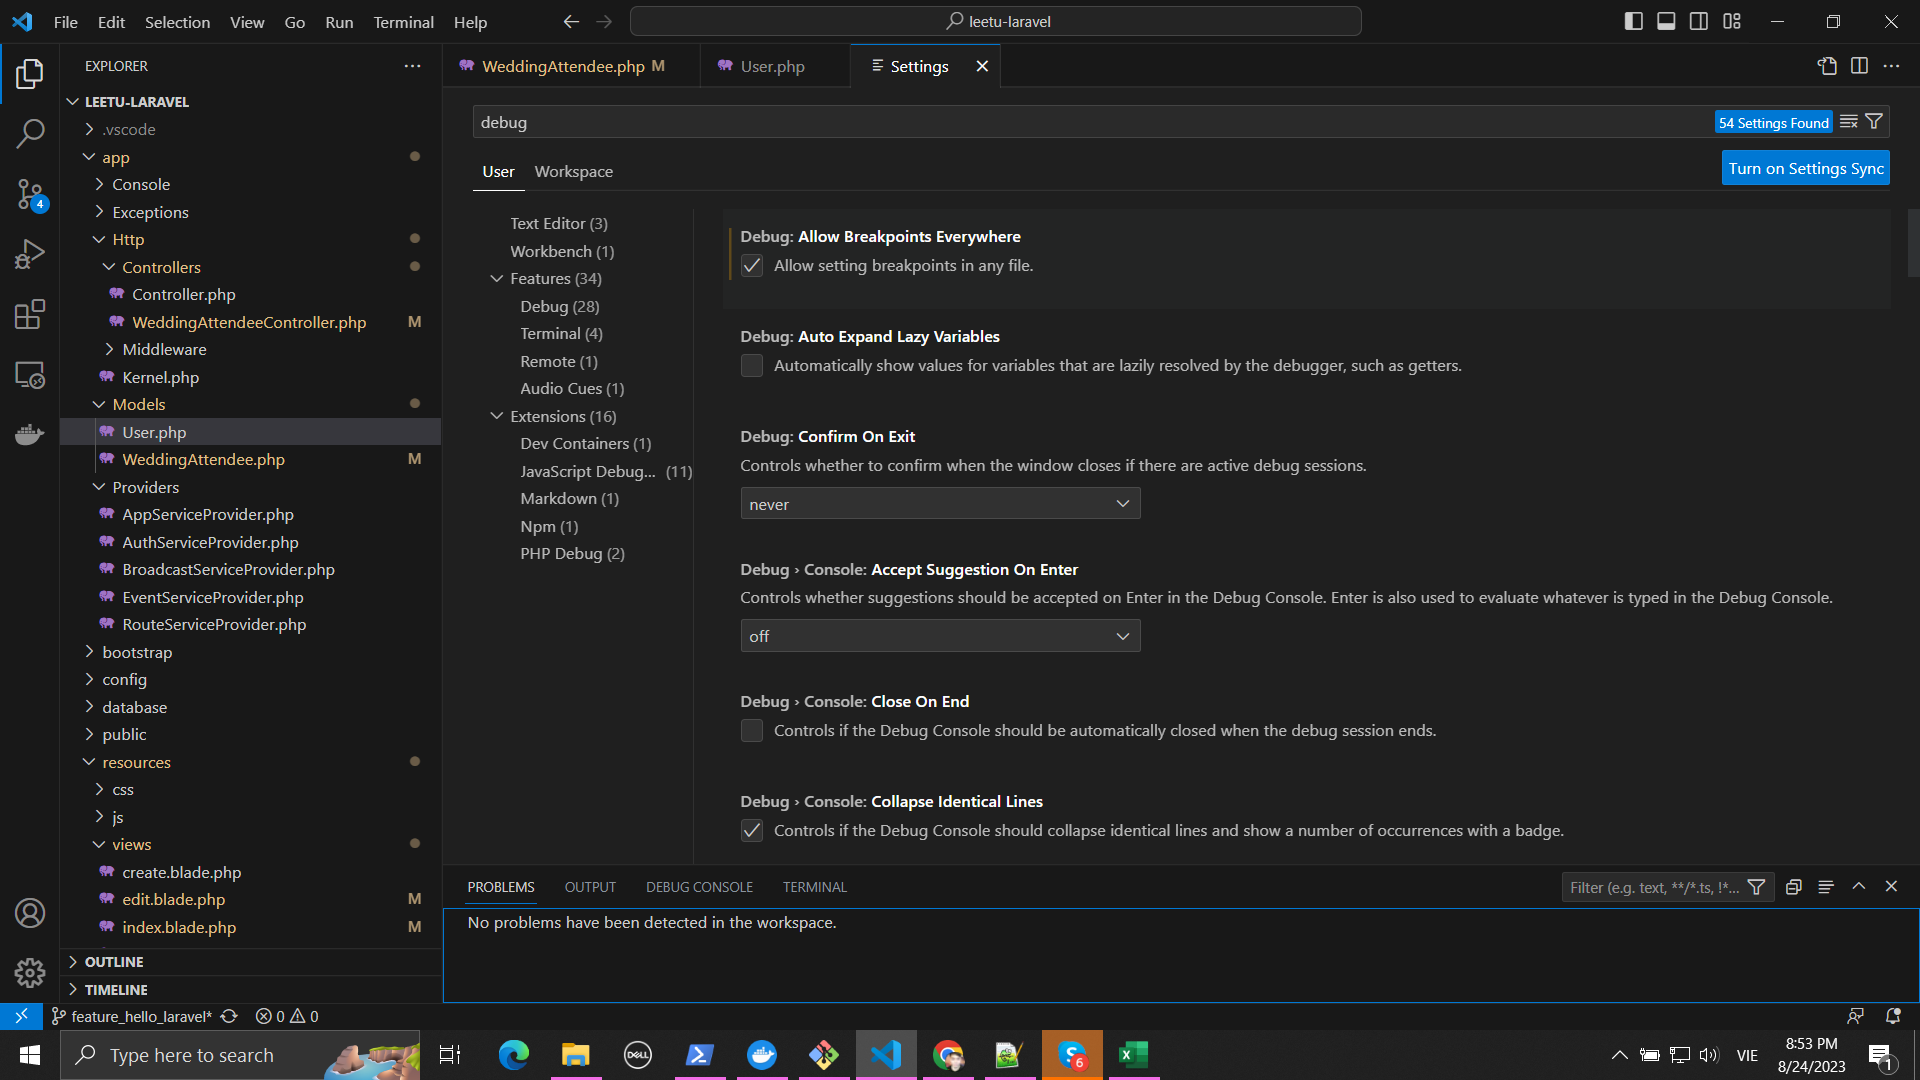 File Edit Selection View Go Run Terminal Help
leetu-laravel
EXPLORER
LEETU-LARAVEL
.vscode
app
Console
Exceptions
Http
Controllers
Controller.php
WeddingAttendeeController.php M
Middleware
Kernel.php
Models
User.php
WeddingAttendee.php M
Providers
AppServiceProvider.php
AuthServiceProvider.php
BroadcastServiceProvider.php
EventServiceProvider.php
RouteServiceProvider.php
bootstrap
config
database
public
resources
css
js
views
create.blade.php
edit.blade.php M
index.blade.php M
OUTLINE
TIMELINE
4
WeddingAttendee.php M
User.php
Settings
debug
54 Settings Found
User
Workspace
Turn on Settings Sync
Text Editor (3)
Workbench (1)
Features (34)
Debug (28)
Terminal (4)
Remote (1)
Audio Cues (1)
Extensions (16)
Dev Containers (1)
JavaScript Debug... (11)
Markdown (1)
Npm (1)
PHP Debug (2)
Debug: Allow Breakpoints Everywhere
Allow setting breakpoints in any file.
Debug: Auto Expand Lazy Variables
Automatically show values for variables that are lazily resolved by the debugger, such as getters.
Debug: Confirm On Exit
Controls whether to confirm when the window closes if there are active debug sessions.
never
Debug › Console: Accept Suggestion On Enter
Controls whether suggestions should be accepted on Enter in the Debug Console. Enter is also used to evaluate whatever is typed in the Debug Console.
off
Debug › Console: Close On End
Controls if the Debug Console should be automatically closed when the debug session ends.
Debug › Console: Collapse Identical Lines
Controls if the Debug Console should collapse identical lines and show a number of occurrences with a badge.
PROBLEMS OUTPUT DEBUG CONSOLE TERMINAL
Filter (e.g. text, **/*.ts, !*...
No problems have been detected in the workspace.
feature_hello_laravel* 0 0
Type here to search
DELL
6
VIE
8:53 PM
8/24/2023
1